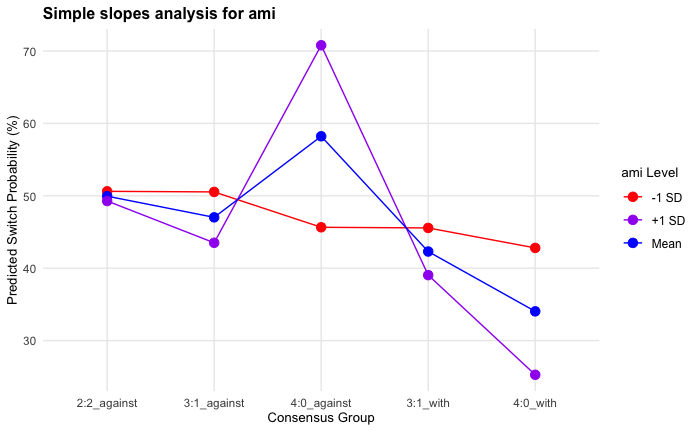 Simple slopes analysis for ami
Predicted Switch Probability (%)
70
60
50
40
30
2:2_against
3:1_against
4:0_against
3:1_with
4:0_with
Consensus Group
ami Level
-1 SD
+1 SD
Mean